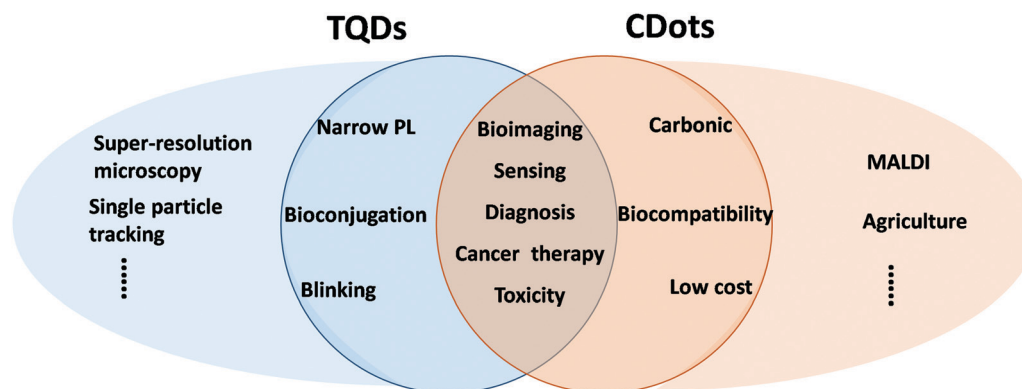 TQDs
CDots
Super-resolution
microscopy
Single particle
tracking
Narrow PL
Bioconjugation
Blinking
Bioimaging
Sensing
Diagnosis
Cancer therapy
Toxicity
Carbonic
Biocompatibility
Low cost
MALDI
Agriculture